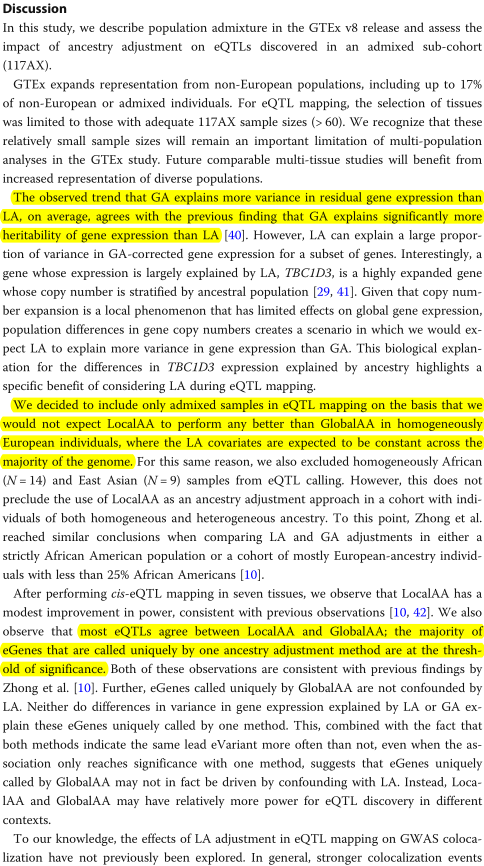 Discussion
In this study, we describe population admixture in the GTEx v8 release and assess the
impact of ancestry adjustment on eQTLs discovered in an admixed sub-cohort
(117AX).
GTEx expands representation from non-European populations, including up to 17%
of non-European or admixed individuals. For eQTL mapping, the selection of tissues
was limited to those with adequate 117AX sample sizes (> 60). We recognize that these
relatively small sample sizes will remain an important limitation of multi-population
analyses in the GTEx study. Future comparable multi-tissue studies will benefit from
increased representation of diverse populations.
The observed trend that GA explains more variance in residual gene expression than
LA, on average, agrees with the previous finding that GA explains significantly more
heritability of gene expression than LA [40]. However, LA can explain a large propor-
tion of variance in GA-corrected gene expression for a subset of genes. Interestingly, a
gene whose expression is largely explained by LA, TBC1D3, is a highly expanded gene
whose copy number is stratified by ancestral population [29, 41]. Given that copy num-
ber expansion is a local phenomenon that has limited effects on global gene expression,
population differences in gene copy numbers creates a scenario in which we would ex-
pect LA to explain more variance in gene expression than GA. This biological explan-
ation for the differences in TBC1D3 expression explained by ancestry highlights a
specific benefit of considering LA during eQTL mapping.
We decided to include only admixed samples in eQTL mapping on the basis that we
would not expect LocalAA to perform any better than GlobalAA in homogeneously
European individuals, where the LA covariates are expected to be constant across the
majority of the genome. For this same reason, we also excluded homogeneously African
(N = 14) and East Asian (N = 9) samples from eQTL calling. However, this does not
preclude the use of LocalAA as an ancestry adjustment approach in a cohort with indi-
viduals of both homogeneous and heterogeneous ancestry. To this point, Zhong et al.
reached similar conclusions when comparing LA and GA adjustments in either a
strictly African American population or a cohort of mostly European-ancestry individ-
uals with less than 25% African Americans [10].
After performing cis-eQTL mapping in seven tissues, we observe that LocalAA has a
modest improvement in power, consistent with previous observations [10, 42]. We also
observe that most eQTLs agree between LocalAA and GlobalAA; the majority of
eGenes that are called uniquely by one ancestry adjustment method are at the thresh-
old of significance. Both of these observations are consistent with previous findings by
Zhong et al. [10]. Further, eGenes called uniquely by GlobalAA are not confounded by
LA. Neither do differences in variance in gene expression explained by LA or GA ex-
plain these eGenes uniquely called by one method. This, combined with the fact that
both methods indicate the same lead eVariant more often than not, even when the as-
sociation only reaches significance with one method, suggests that eGenes uniquely
called by GlobalAA may not in fact be driven by confounding with LA. Instead, Loca-
lAA and GlobalAA may have relatively more power for eQTL discovery in different
contexts.
To our knowledge, the effects of LA adjustment in eQTL mapping on GWAS coloca-
lization have not previously been explored. In general, stronger colocalization events